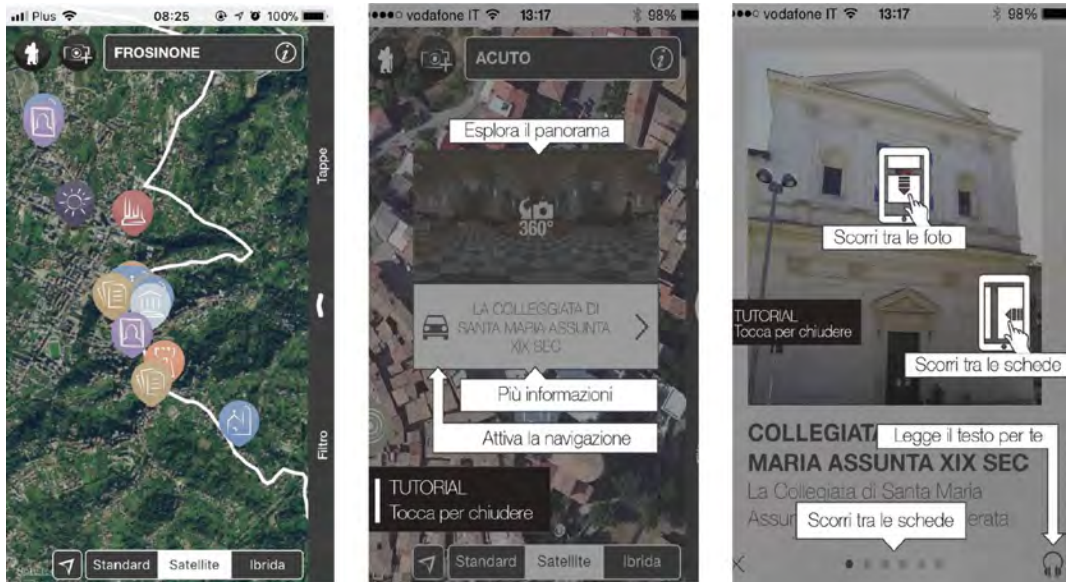 Plus 08:25 100%
FROSINONE
Tappe
Filtro
Standard Satellite Ibrida
vodafone IT 13:17 98%
ACUTO
Esplora il panorama
360°
LA COLLEGGIATA DI
SANTA MARIA ASSUNTA
XIX SEC
Più informazioni
Attiva la navigazione
TUTORIAL
Tocca per chiudere
Standard Satellite Ibrida
vodafone IT 13:17 98%
Scorri tra le foto
TUTORIAL
Tocca per chiudere
Scorri tra le schede
COLLEGIAT Legge il testo per te
MARIA ASSUNTA XIX SEC
La Collegiata di Santa Maria
Assun erata
Scorri tra le schede